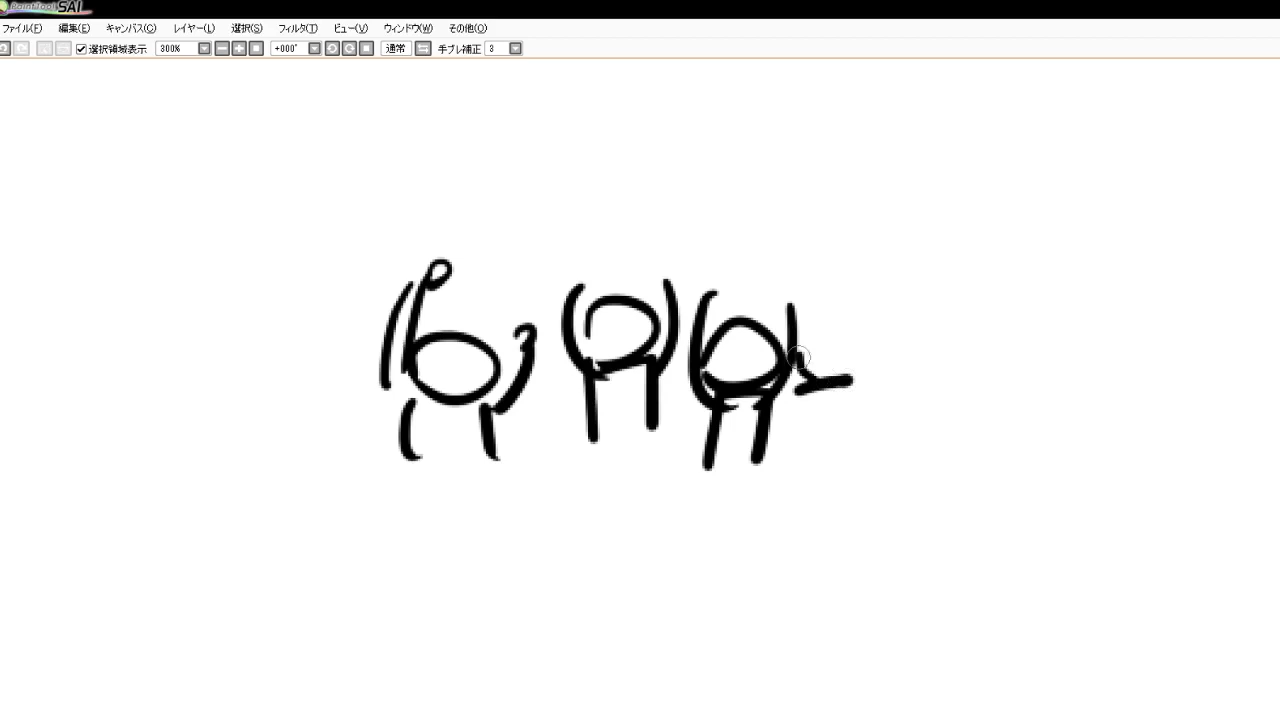 PaintTool SAI
ファイル(F) 編集(E) キャンバス(C) レイヤー(L) 選択(S) フィルタ(T) ビュー(V) ウィンドウ(W) その他(O)
選択領域表示 300% +000° 通常 手ブレ補正 3